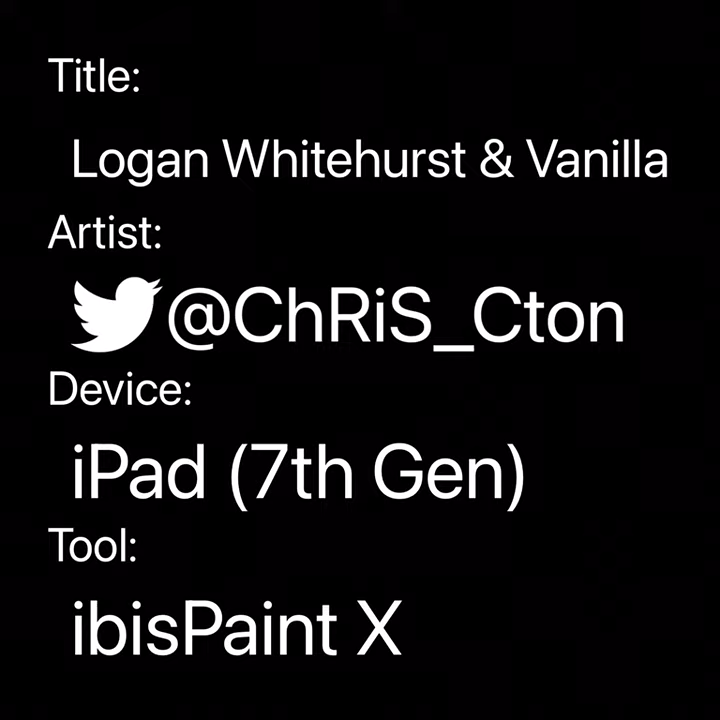 Title:
Logan Whitehurst & Vanilla
Artist:
@ChRiS_Cton
Device:
iPad (7th Gen)
Tool:
ibisPaint X